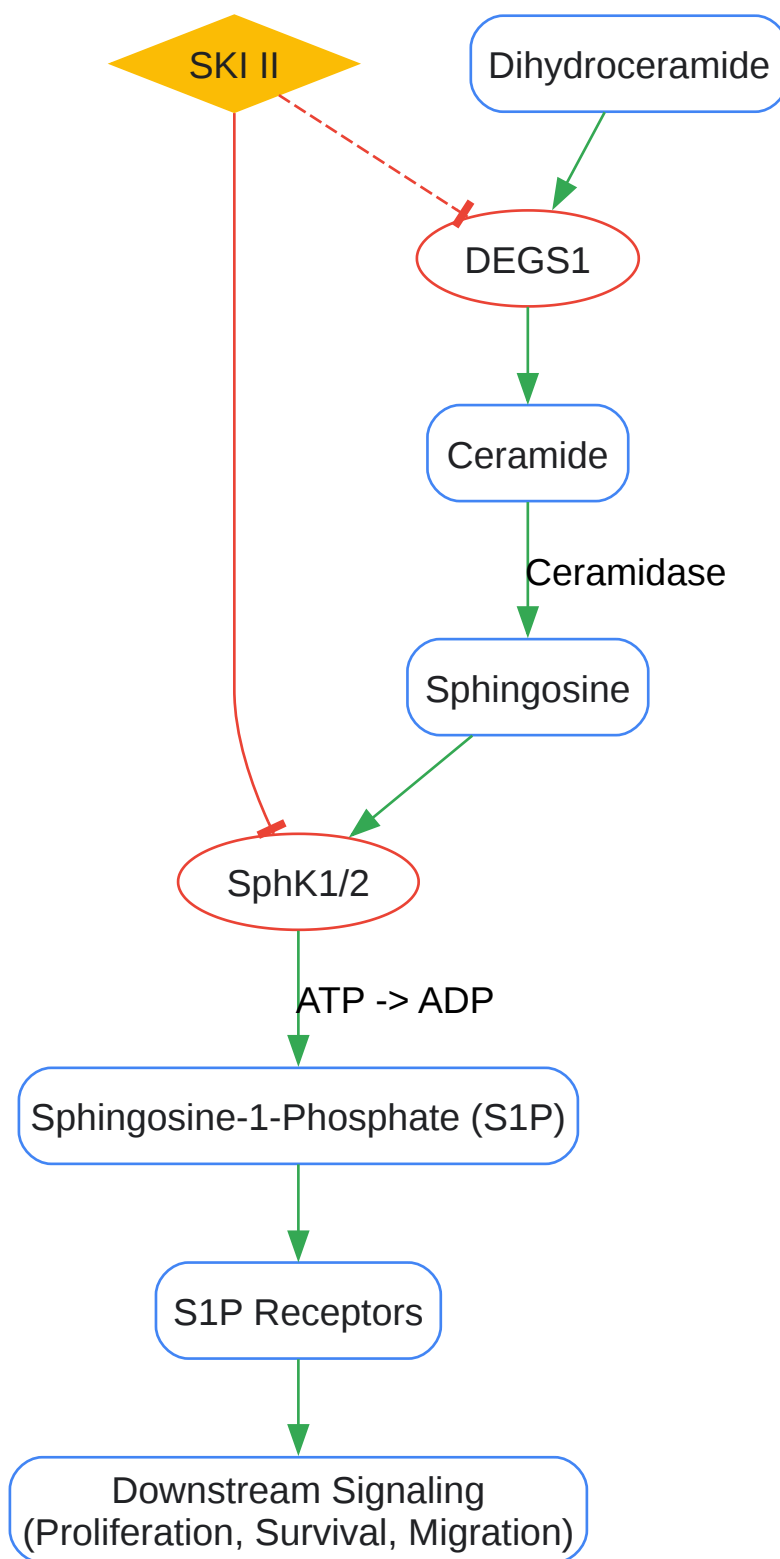 SKI II
Dihydroceramide
DEGS1
Ceramide
Ceramidase
Sphingosine
SphK1/2
ATP -> ADP
Sphingosine-1-Phosphate (S1P)
S1P Receptors
Downstream Signaling
(Proliferation, Survival, Migration)